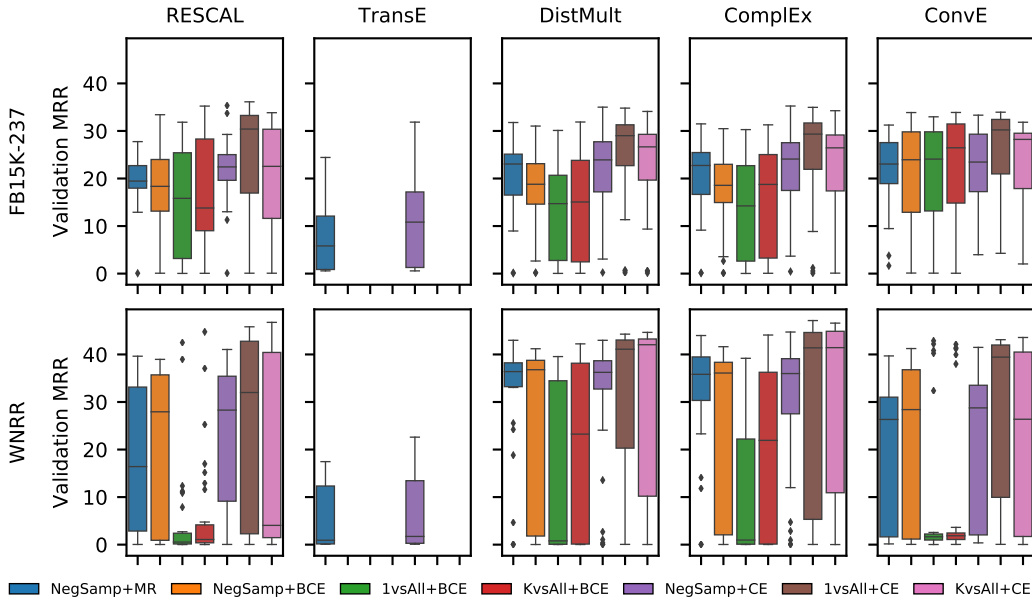 RESCAL TransE DistMult ComplEx ConvE
FB15K-237
Validation MRR
40
30
20
10
0
WNRR
Validation MRR
40
30
20
10
0
NegSamp+MR NegSamp+BCE 1vsAll+BCE KvsAll+BCE NegSamp+CE 1vsAll+CE KvsAll+CE